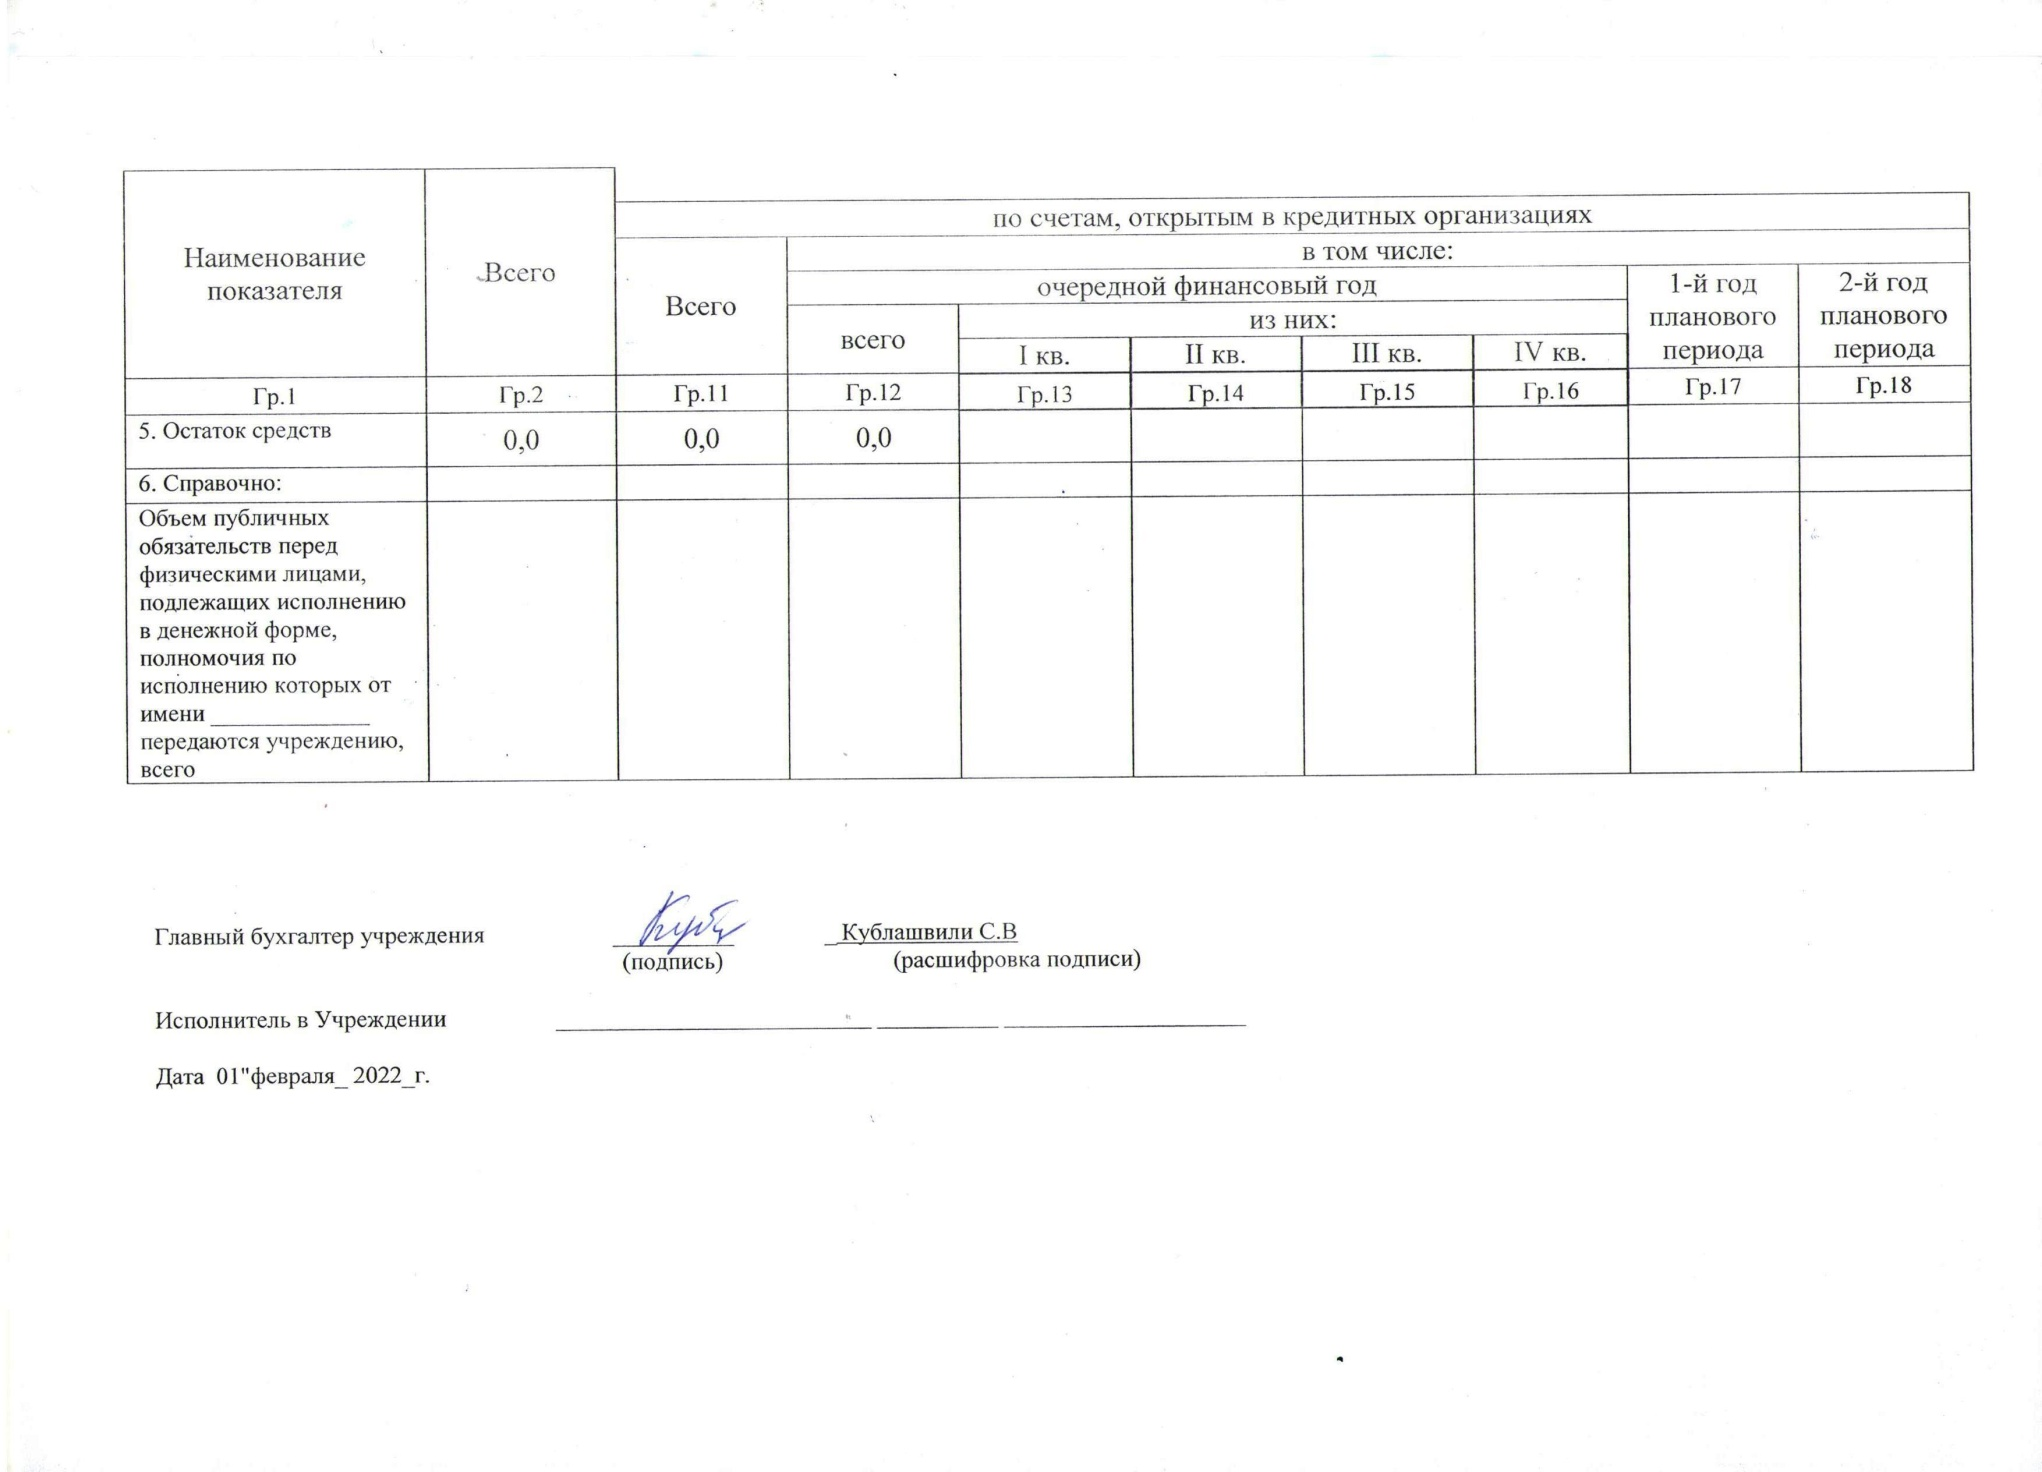 по счетам, открытым в кредитных организациях
Наименование показателя
Всего
Всего
в том числе:
очередной финансовый год
1-й год планового периода
2-й год планового периода
всего
из них:
I кв. II кв. III кв. IV кв.
Гр.1 Гр.2 Гр.11 Гр.12 Гр.13 Гр.14 Гр.15 Гр.16 Гр.17 Гр.18
5. Остаток средств 0,0 0,0 0,0
6. Справочно:
Объем публичных
обязательств перед
физическими лицами,
подлежащих исполнению
в денежной форме,
полномочия по
исполнению которых от
имени _____________
передаются учреждению,
всего
Главный бухгалтер учреждения _Кублашвили С.В
(подпись) (расшифровка подписи)
Исполнитель в Учреждении __________________________ __________ ____________________
Дата 01"февраля_ 2022_г.